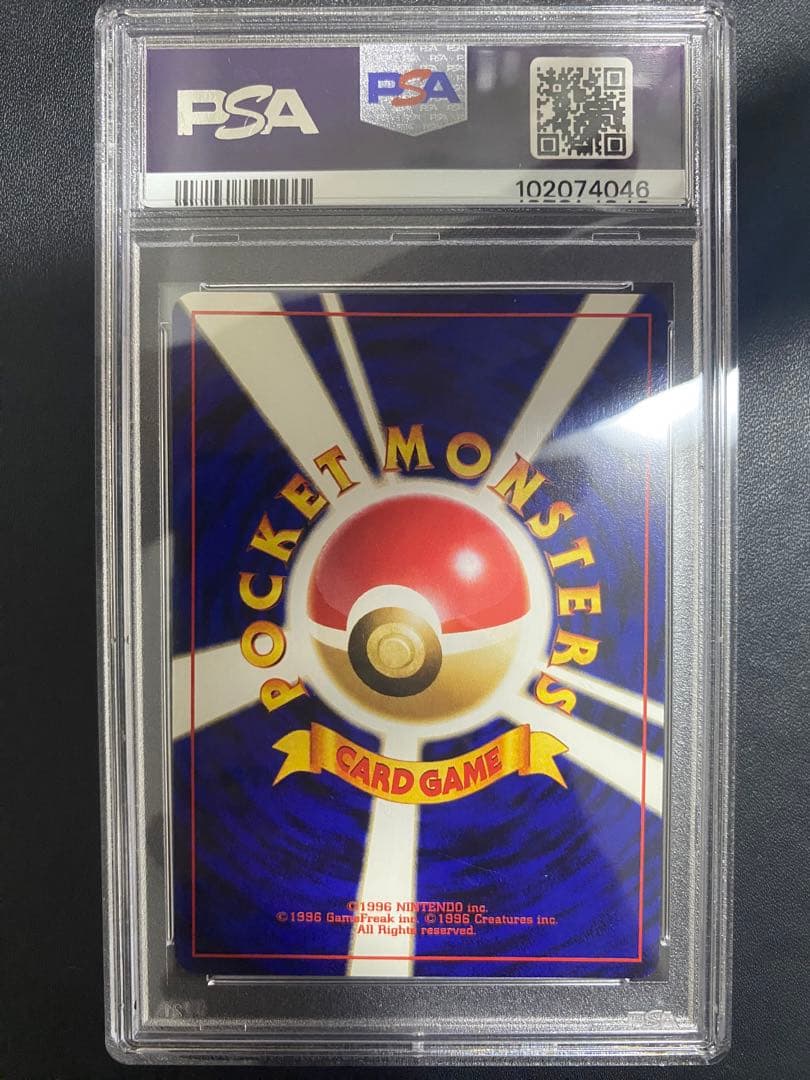 PSA
PSA
102074046
POCKET MONSTERS
CARD GAME
©1996 NINTENDO inc.
©1996 GameFreak inc. ©1996 Creatures inc.
All Rights reserved.